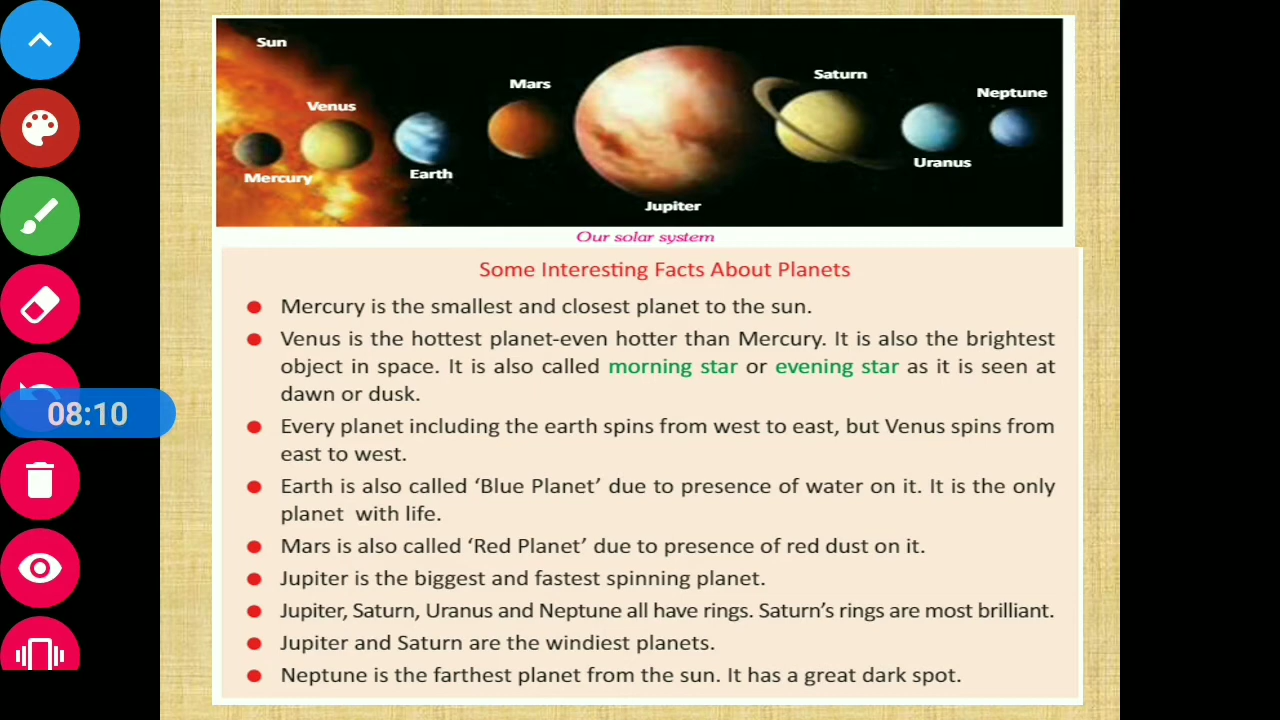 Sun
Mars
Saturn
Neptune
Venus
Uranus
Earth
Mercury
Jupiter
Our solar system
Some Interesting Facts About Planets
Mercury is the smallest and closest planet to the sun.
Venus is the hottest planet-even hotter than Mercury. It is also the brightest
object in space. It is also called morning star or evening star as it is seen at
dawn or dusk.
Every planet including the earth spins from west to east, but Venus spins from
east to west.
Earth is also called ‘Blue Planet’ due to presence of water on it. It is the only
planet with life.
Mars is also called ‘Red Planet’ due to presence of red dust on it.
Jupiter is the biggest and fastest spinning planet.
Jupiter, Saturn, Uranus and Neptune all have rings. Saturn’s rings are most brilliant.
Jupiter and Saturn are the windiest planets.
Neptune is the farthest planet from the sun. It has a great dark spot.
08:10